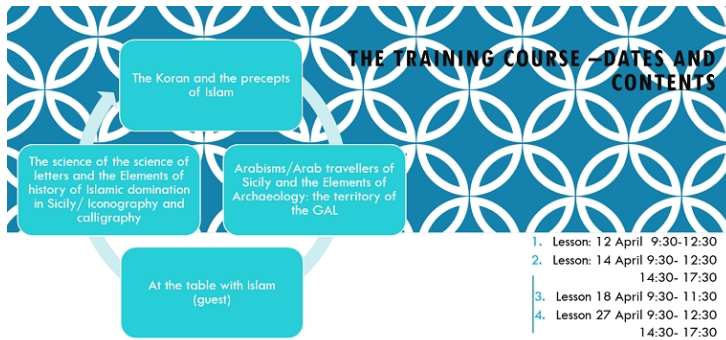 THE TRAINING COURSE –DATES AND
CONTENTS
The Koran and the precepts
of Islam
Arabisms/Arab travellers of
Sicily and the Elements of
Archaeology: the territory of
the GAL
At the table with Islam
(guest)
The science of the science of
letters and the Elements of
history of Islamic domination
in Sicily/ Iconography and
calligraphy
1. Lesson: 12 April 9:30-12:30
2. Lesson: 14 April 9:30- 12:30
14:30- 17:30
3. Lesson 18 April 9:30- 11:30
4. Lesson 27 April 9:30- 12:30
14:30- 17:30